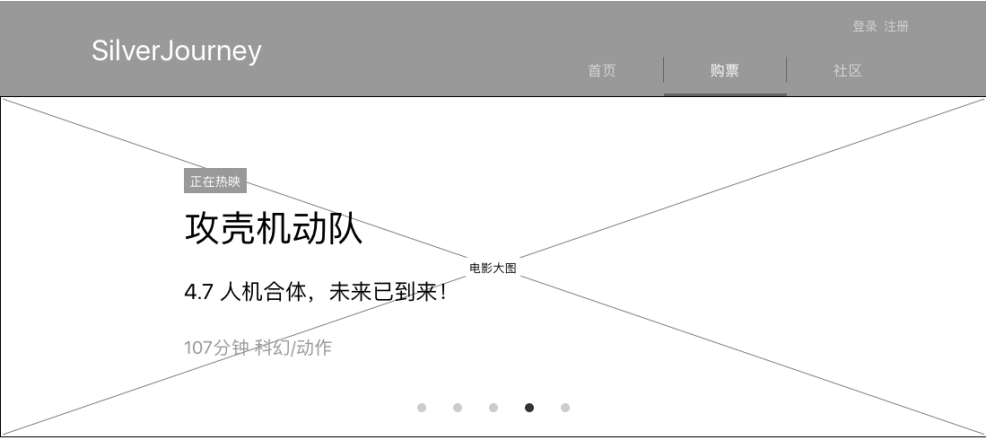 登录 注册
SilverJourney
首页 购票 社区
正在热映
攻壳机动队
电影大图
4.7 人机合体，未来已到来！
107分钟 科幻/动作